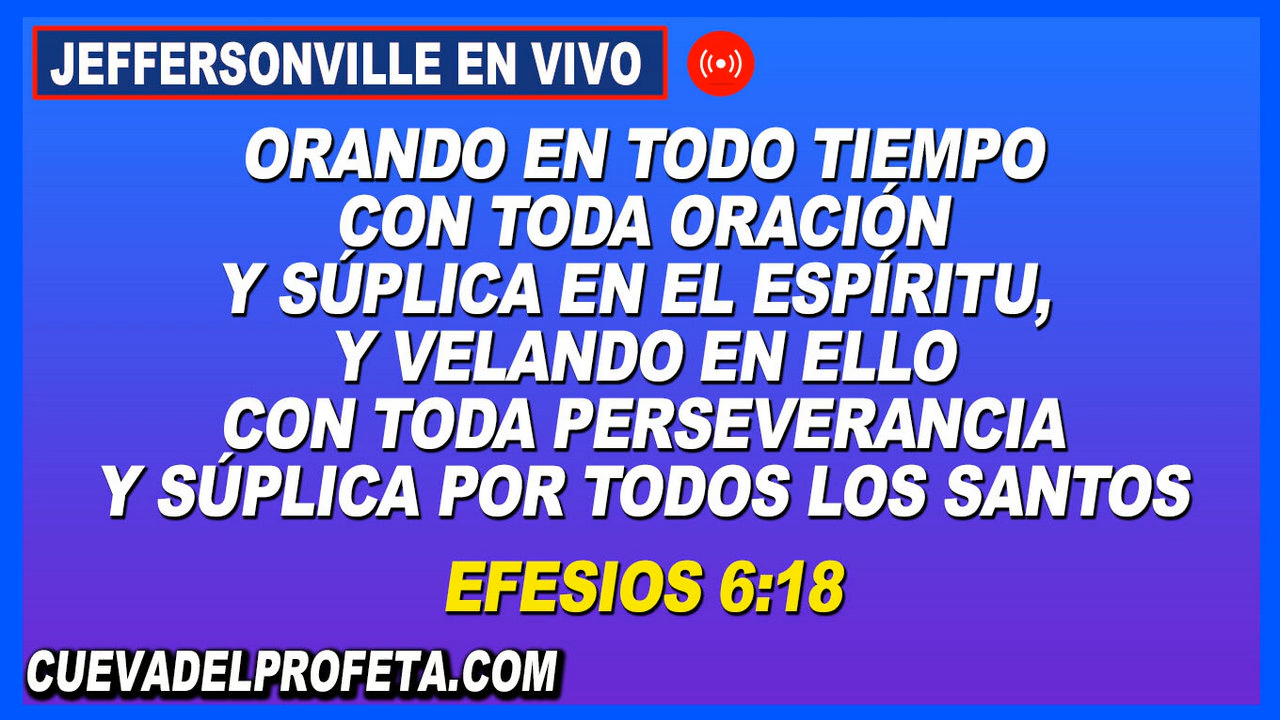 JEFFERSONVILLE EN VIVO
ORANDO EN TODO TIEMPO
CON TODA ORACIÓN
Y SÚPLICA EN EL ESPÍRITU,
Y VELANDO EN ELLO
CON TODA PERSEVERANCIA
Y SÚPLICA POR TODOS LOS SANTOS
EFESIOS 6:18
CUEVADELPROFETA.COM